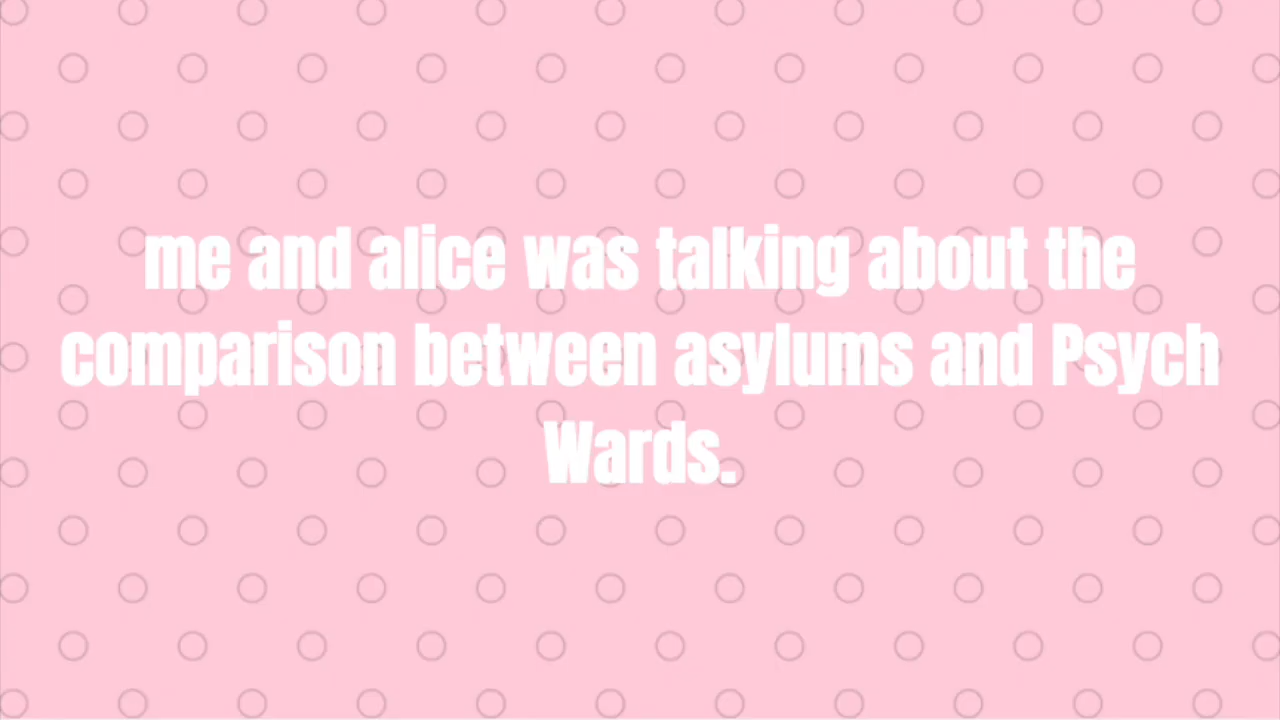 me and alice was talking about the
comparison between asylums and Psych
Wards.